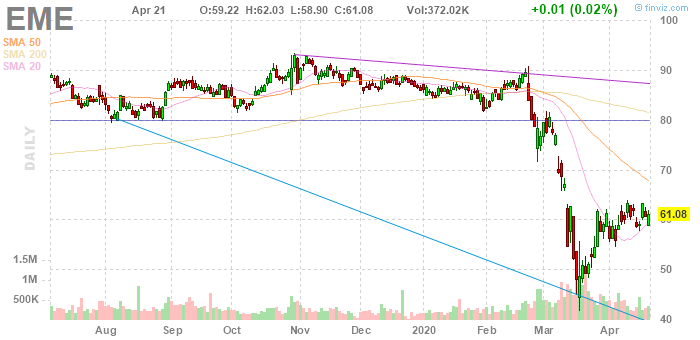 © finviz.com
EME
Apr 21 O:59.22 H:62.03 L:58.90 C:61.08 Vol:372.02K +0.01 (0.02%)
SMA 50
SMA 200
SMA 20
DAILY
100
90
80
70
60
61.08
50
40
1.5M
1M
500K
Aug Sep Oct Nov Dec 2020 Feb Mar Apr